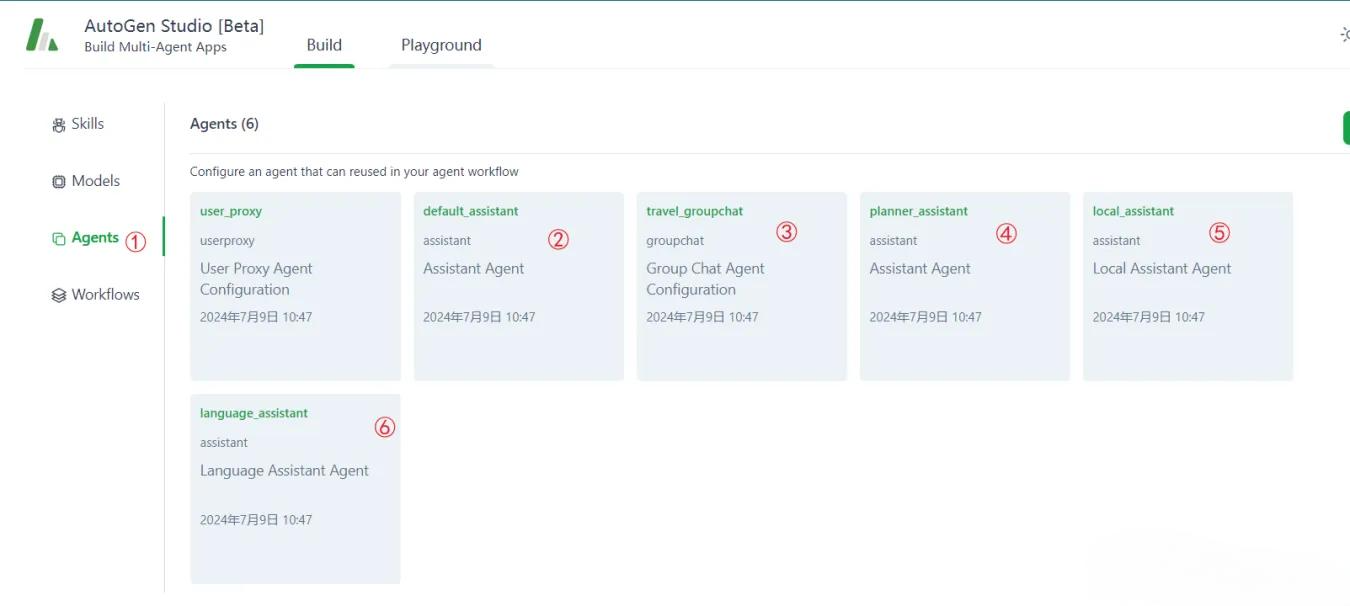 AutoGen Studio [Beta]
Build Multi-Agent Apps
Build
Playground
Skills
Models
Agents ①
Workflows
Agents (6)
Configure an agent that can reused in your agent workflow
user_proxy
userproxy
User Proxy Agent
Configuration
2024年7月9日 10:47
default_assistant
assistant ②
Assistant Agent
2024年7月9日 10:47
travel_groupchat
③
groupchat
Group Chat Agent
Configuration
2024年7月9日 10:47
planner_assistant
④
assistant
Assistant Agent
2024年7月9日 10:47
local_assistant
⑤
assistant
Local Assistant Agent
2024年7月9日 10:47
language_assistant
⑥
assistant
Language Assistant Agent
2024年7月9日 10:47